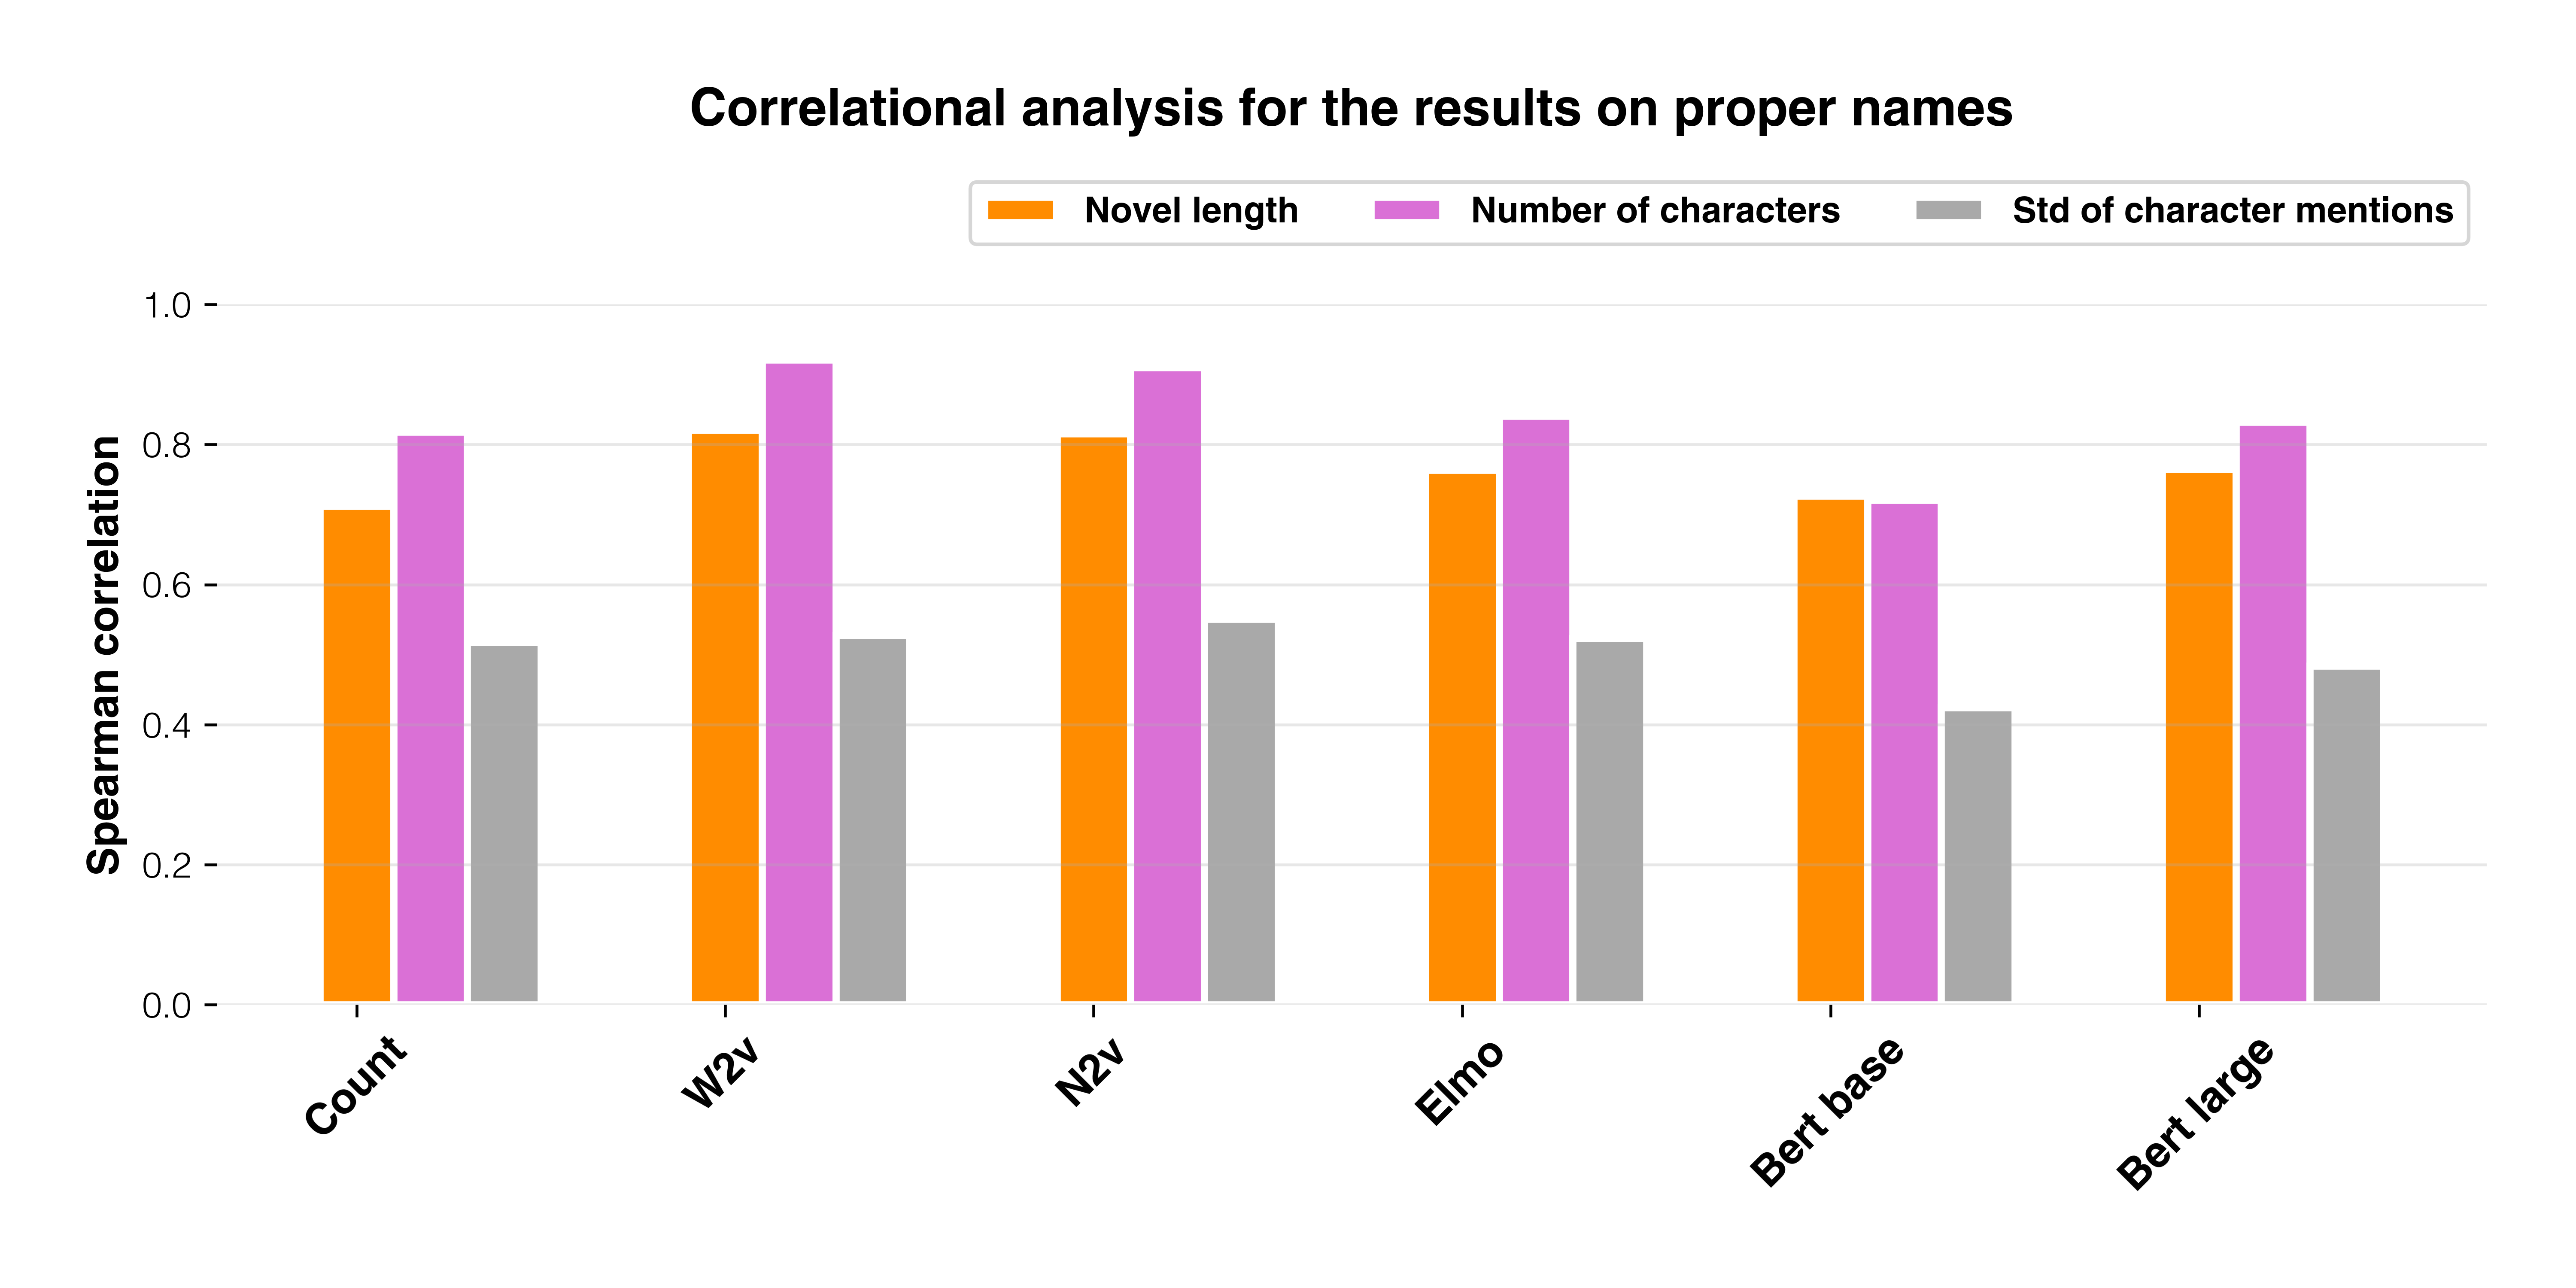 Correlational analysis for the results on proper names
Novel length Number of characters Std of character mentions
Spearman correlation
1.0
0.8
0.6
0.4
0.2
0.0
Count W2v N2v Elmo Bert base Bert large